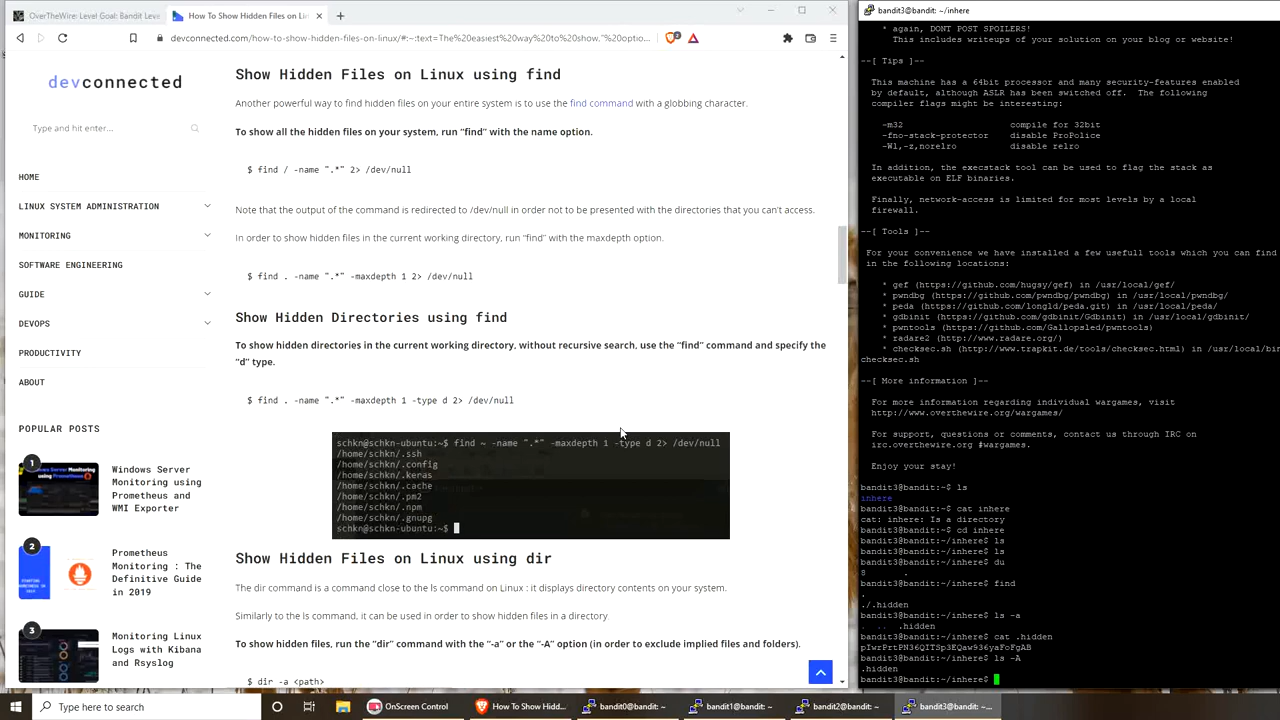 OverTheWire: Level Goal: Bandit Leve
How To Show Hidden Files on Lin
devconnected.com/how-to-show-hidden-files-on-linux/#:~:text=The%20easiest%20way%20to%20show,"%20optio...
devconnected
Type and hit enter...
HOME
LINUX SYSTEM ADMINISTRATION
MONITORING
SOFTWARE ENGINEERING
GUIDE
DEVOPS
PRODUCTIVITY
ABOUT
POPULAR POSTS
1
Windows Server
Monitoring using
Prometheus and
WMI Exporter
2
Prometheus
Monitoring : The
Definitive Guide
in 2019
3
Monitoring Linux
Logs with Kibana
and Rsyslog
Show Hidden Files on Linux using find
Another powerful way to find hidden files on your entire system is to use the find command with a globbing character.
To show all the hidden files on your system, run "find" with the name option.
$ find / -name ".*" 2> /dev/null
Note that the output of the command is redirected to /dev/null in order not to be presented with the directories that you can't access.
In order to show hidden files in the current working directory, run "find" with the maxdepth option.
$ find . -name ".*" -maxdepth 1 2> /dev/null
Show Hidden Directories using find
To show hidden directories in the current working directory, without recursive search, use the "find" command and specify the
"d" type.
$ find . -name ".*" -maxdepth 1 -type d 2> /dev/null
schkn@schkn-ubuntu:~$ find ~ -name ".*" -maxdepth 1 -type d 2> /dev/null
/home/schkn/.ssh
/home/schkn/.config
/home/schkn/.keras
/home/schkn/.cache
/home/schkn/.pm2
/home/schkn/.npm
/home/schkn/.gnupg
schkn@schkn-ubuntu:~$
Show Hidden Files on Linux using dir
The dir command is a command close to the ls command on Linux : it displays directory contents on your system.
Similarly to the ls command, it can be used in order to show hidden files in a directory.
To show hidden files, run the "dir" command with the "-a" or the "-A" option (in order to exclude implied files and folders).
$ dir -a <path>
bandit3@bandit: ~/inhere
* again, DONT POST SPOILERS!
This includes writeups of your solution on your blog or website!
--[ Tips ]--
This machine has a 64bit processor and many security-features enabled
by default, although ASLR has been switched off.  The following
compiler flags might be interesting:
-m32 compile for 32bit
-fno-stack-protector disable ProPolice
-Wl,-z,norelro disable relro
In addition, the execstack tool can be used to flag the stack as
executable on ELF binaries.
Finally, network-access is limited for most levels by a local
firewall.
--[ Tools ]--
For your convenience we have installed a few usefull tools which you can find
in the following locations:
* gef (https://github.com/hugsy/gef) in /usr/local/gef/
* pwndbg (https://github.com/pwndbg/pwndbg) in /usr/local/pwndbg/
* peda (https://github.com/longld/peda.git) in /usr/local/peda/
* gdbinit (https://github.com/gdbinit/Gdbinit) in /usr/local/gdbinit/
* pwntools (https://github.com/Gallopsled/pwntools)
* radare2 (http://www.radare.org/)
* checksec.sh (http://www.trapkit.de/tools/checksec.html) in /usr/local/bin
checksec.sh
--[ More information ]--
For more information regarding individual wargames, visit
http://www.overthewire.org/wargames/
For support, questions or comments, contact us through IRC on
irc.overthewire.org #wargames.
Enjoy your stay!
bandit3@bandit:~$ ls
inhere
bandit3@bandit:~$ cat inhere
cat: inhere: Is a directory
bandit3@bandit:~$ cd inhere
bandit3@bandit:~/inhere$ ls
bandit3@bandit:~/inhere$ ls
bandit3@bandit:~/inhere$ du
8 .
bandit3@bandit:~/inhere$ find
.
./.hidden
bandit3@bandit:~/inhere$ ls -a
. .. .hidden
bandit3@bandit:~/inhere$ cat .hidden
pIwrPrtPN36QITSp3EQaw936yaFoFgAB
bandit3@bandit:~/inhere$ ls -A
.hidden
bandit3@bandit:~/inhere$
Type here to search
OnScreen Control
How To Show Hidd...
bandit0@bandit: ~...
bandit1@bandit: ~...
bandit2@bandit: ~...
bandit3@bandit: ~...